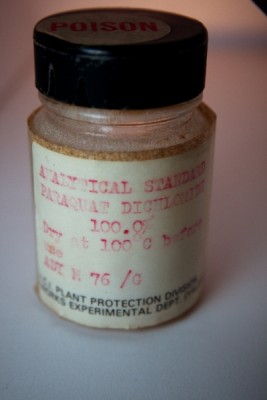 POISON
ANALYTICAL STANDARD
PARAQUAT DICHLORIDE
100.0%
Dry at 100°C before
use
ADY M 76 /G
PLANT PROTECTION DIVISION
WORKS EXPERIMENTAL DEPT.